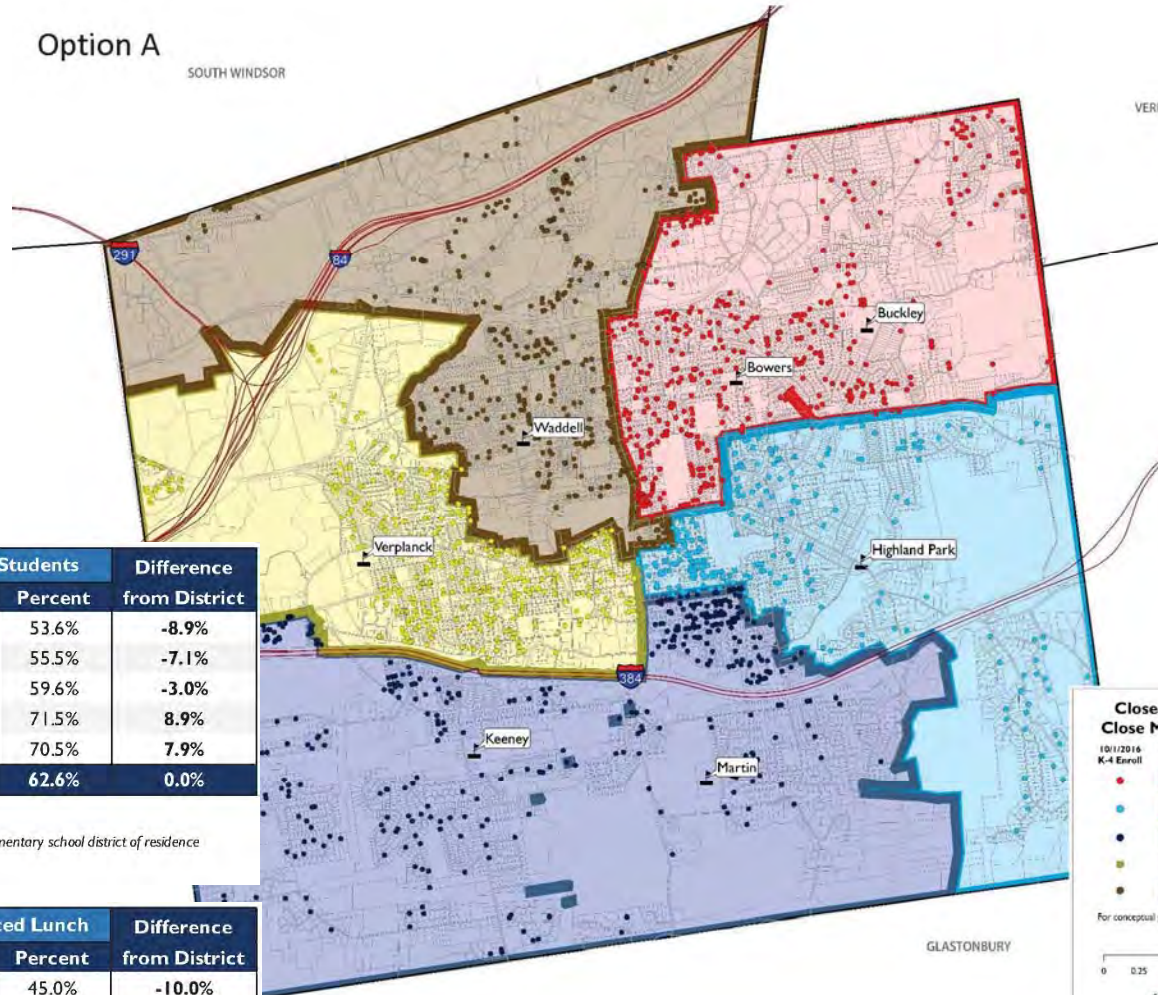 Option A
SOUTH WINDSOR
291
84
Buckley
Bowers
Waddell
Verplanck
Highland Park
384
Keeney
Martin
GLASTONBURY
Students Difference
Percent from District
53.6% -8.9%
55.5% -7.1%
59.6% -3.0%
71.5% 8.9%
70.5% 7.9%
62.6% 0.0%
school district of residence
Lunch Difference
Percent from District
45.0% -10.0%
Close
Close
10/1/2016
K-4 Enroll
For conceptual
0 0.25